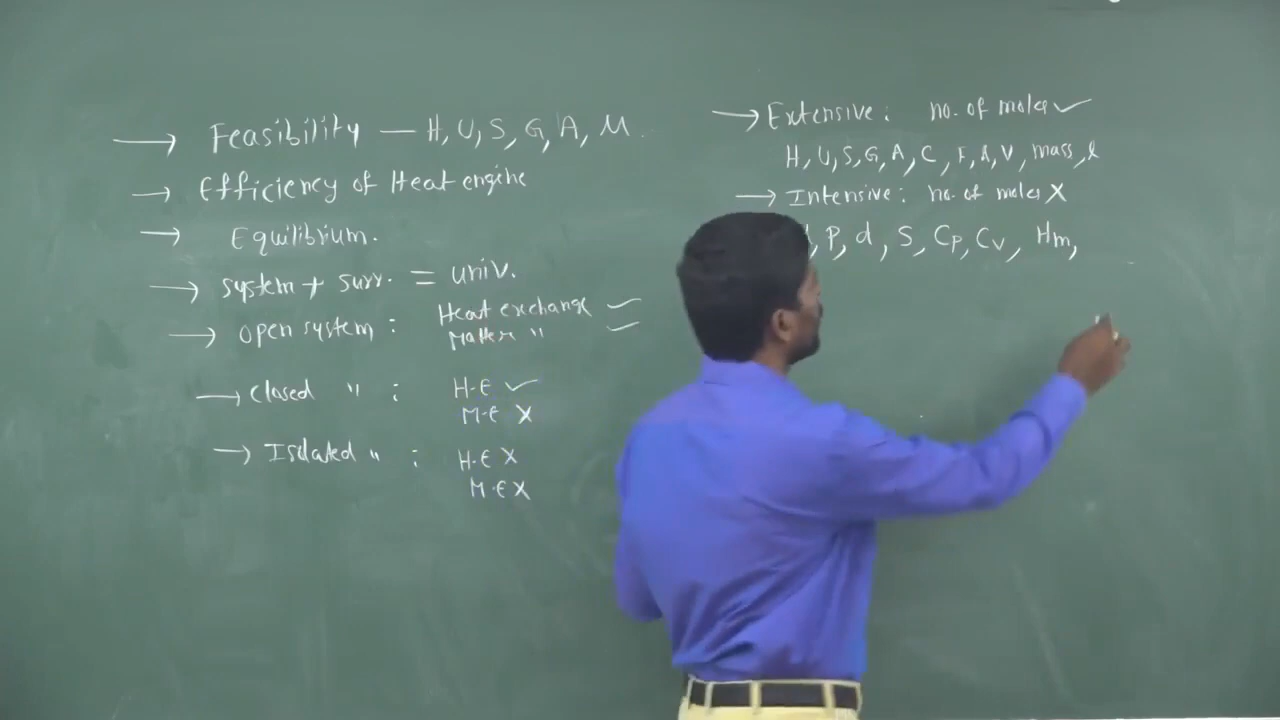 → Feasibility — H, U, S, G, A, μ.
→ Efficiency of Heat engine
→ Equilibrium.
→ system + surr. = univ.
→ open system : Heat exchange ✓
Matter " ✓
→ Closed " : H.E ✓
M.E X
→ Isolated " : H.E X
M.E X
→ Extensive : no. of moles ✓
H, U, S, G, A, C, F, A, V, mass, l
→ Intensive : no. of moles X
, P, d, S, Cp, Cv, Hm,